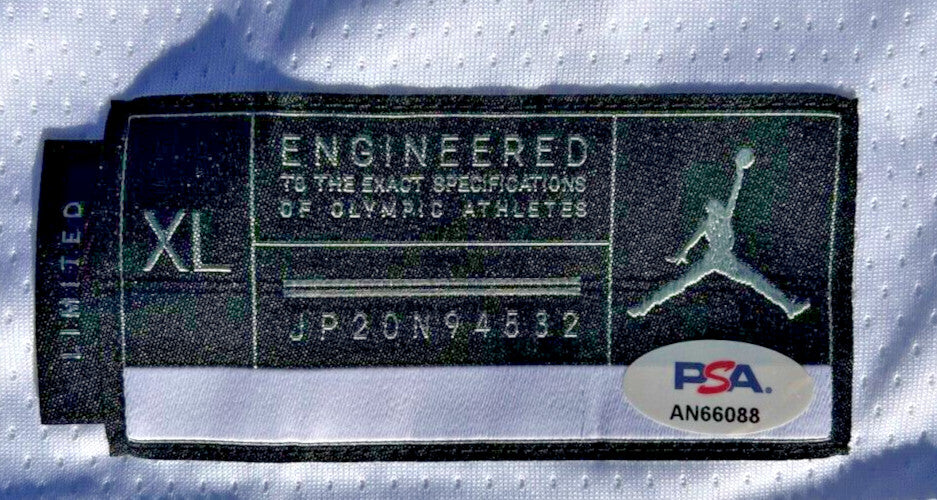 LIMITED
XL
ENGINEERED
TO THE EXACT SPECIFICATIONS
OF OLYMPIC ATHLETES
JP20N94532
PSA.
AN66088